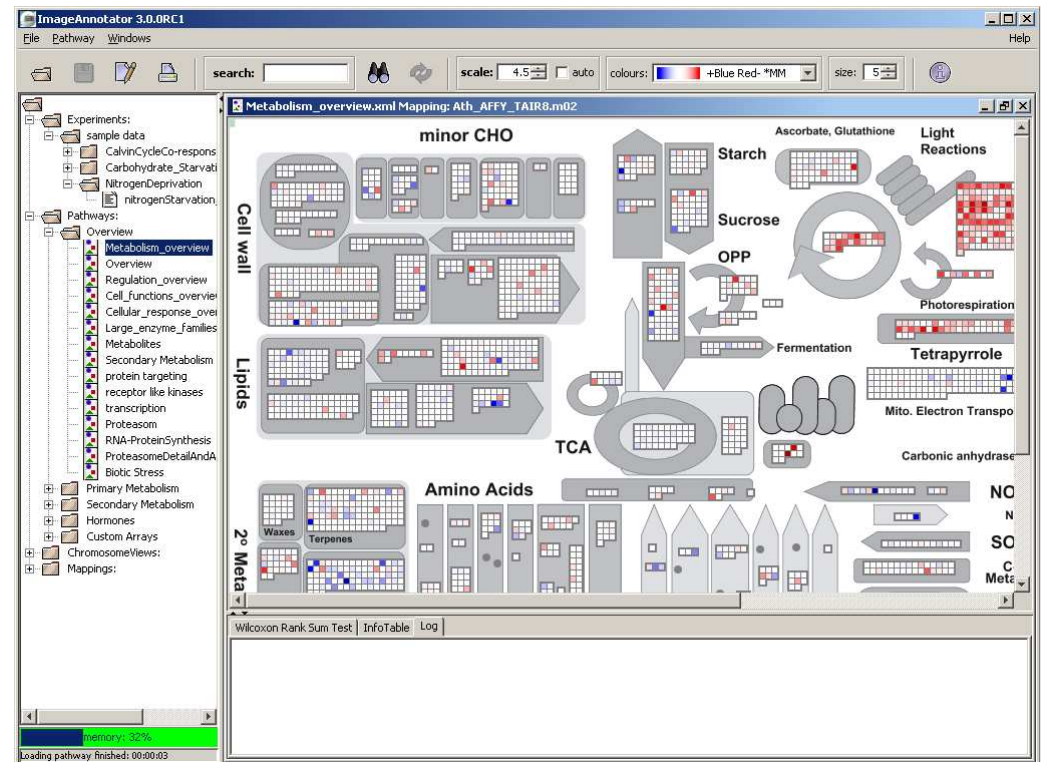 ImageAnnotator 3.0.0RC1
File Pathway Windows Help
search: scale: 4.5 auto colours: +Blue Red- *MM size: 5
Experiments:
sample data
CalvinCycleCo-respons
Carbohydrate_Starvati
NitrogenDeprivation
nitrogenStarvation_
Pathways:
Overview
Metabolism_overview
Overview
Regulation_overview
Cell_functions_overvie
Cellular_response_over
Large_enzyme_families
Metabolites
Secondary Metabolism
protein targeting
receptor like kinases
transcription
Proteasom
RNA-ProteinSynthesis
ProteasomeDetailAndA
Biotic Stress
Primary Metabolism
Secondary Metabolism
Hormones
Custom Arrays
ChromosomeViews:
Mappings:
memory: 32%
Loading pathway finished: 00:00:03
Metabolism_overview.xml Mapping: Ath_AFFY_TAIR8.m02
minor CHO
Starch
Ascorbate, Glutathione
Light
Reactions
Cell wall
Sucrose
OPP
Photorespiration
Fermentation
Tetrapyrrole
Lipids
Mito. Electron Transpo
TCA
Carbonic anhydrase
Amino Acids
NO
N
Waxes
Terpenes
SO
2º Meta
C
Meta
Wilcoxon Rank Sum Test InfoTable Log